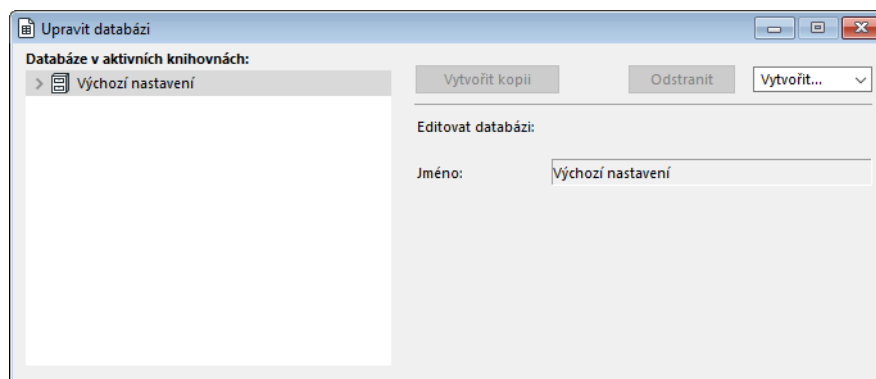 Upravit databázi
Databáze v aktivních knihovnách:
Výchozí nastavení
Vytvořit kopii
Odstranit
Vytvořit...
Editovat databázi:
Jméno:
Výchozí nastavení